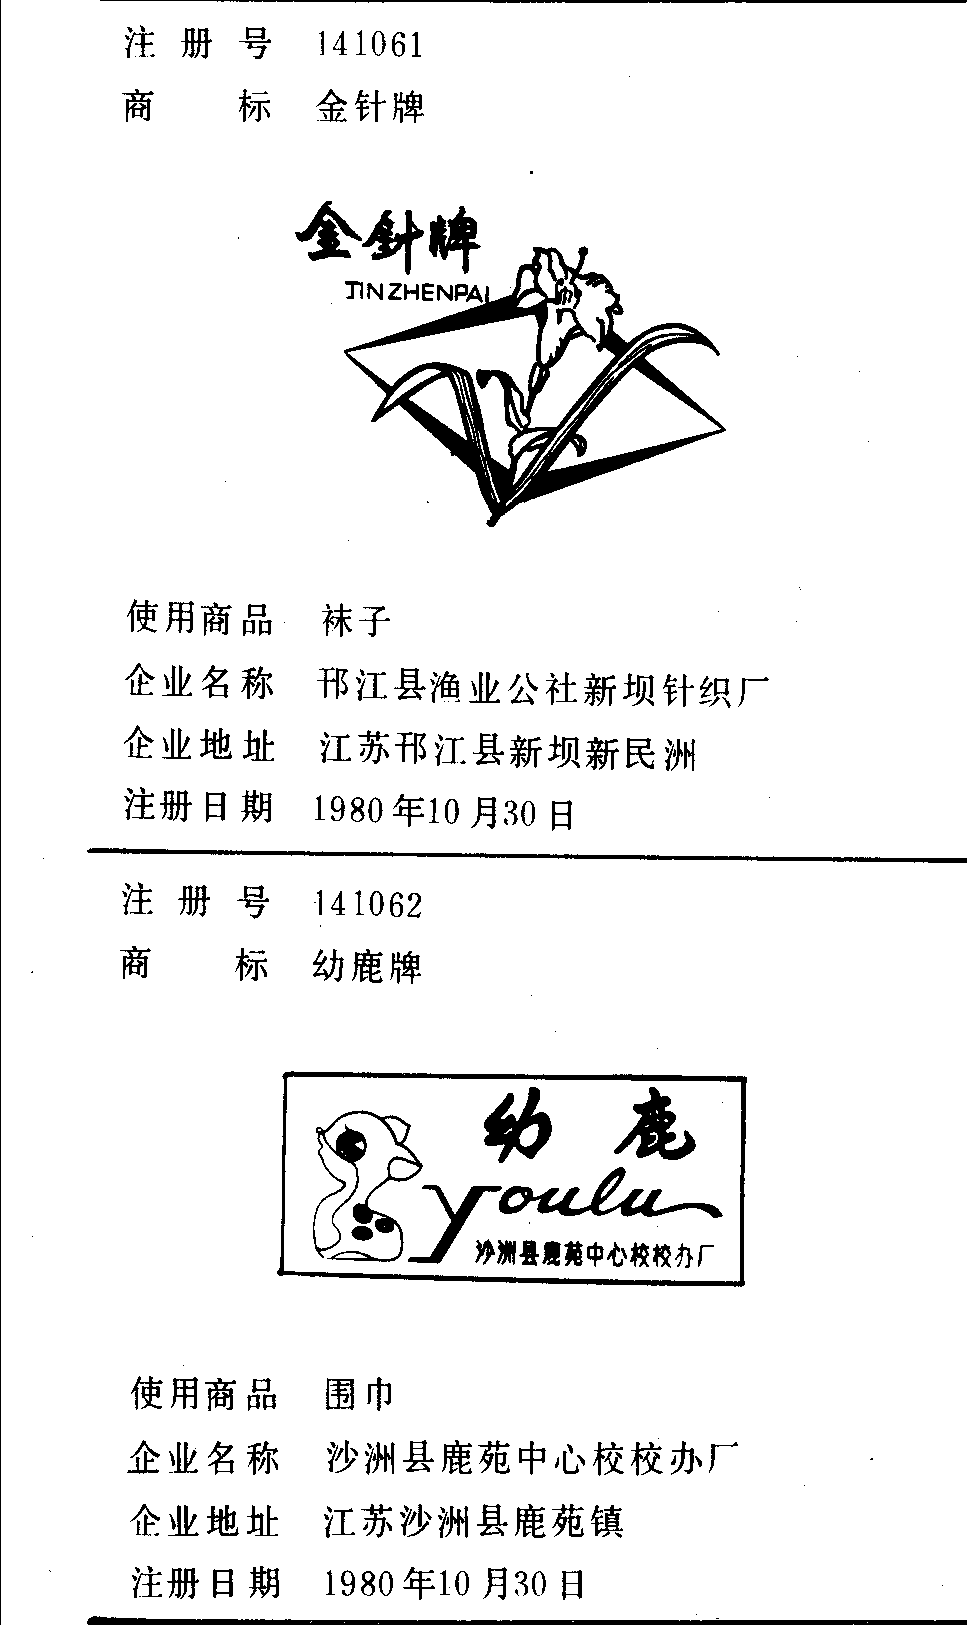 注册号 141061
商标 金针牌
金針牌
JINZHENPAI
使用商品 袜子
企业名称 邗江县渔业公社新坝针织厂
企业地址 江苏邗江县新坝新民洲
注册日期 1980年10月30日
注册号 141062
商标 幼鹿牌
幼鹿
youlu
沙洲县鹿苑中心校校办厂
使用商品 围巾
企业名称 沙洲县鹿苑中心校校办厂
企业地址 江苏沙洲县鹿苑镇
注册日期 1980年10月30日